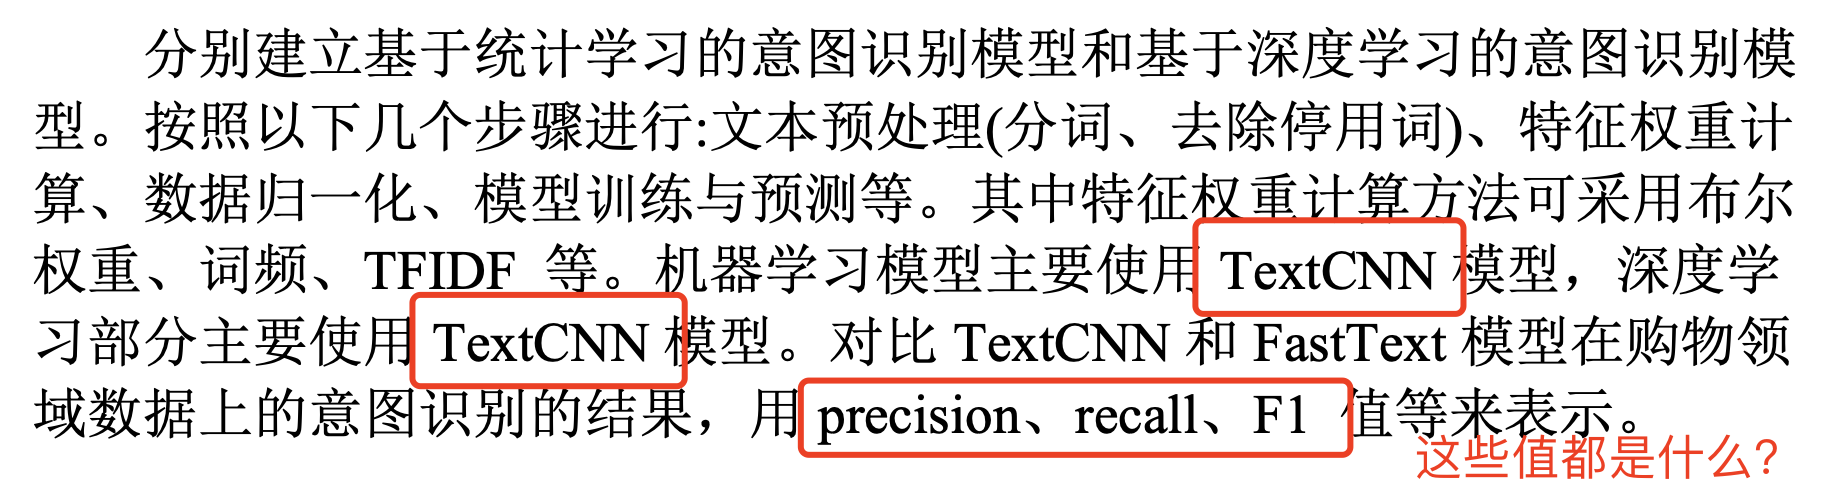 分别建立基于统计学习的意图识别模型和基于深度学习的意图识别模
型。按照以下几个步骤进行:文本预处理(分词、去除停用词)、特征权重计
算、数据归一化、模型训练与预测等。其中特征权重计算方法可采用布尔
权重、词频、TFIDF 等。机器学习模型主要使用 TextCNN 模型，深度学
习部分主要使用 TextCNN 模型。对比 TextCNN 和 FastText 模型在购物领
域数据上的意图识别的结果，用 precision、recall、F1 值等来表示。
这些值都是什么?